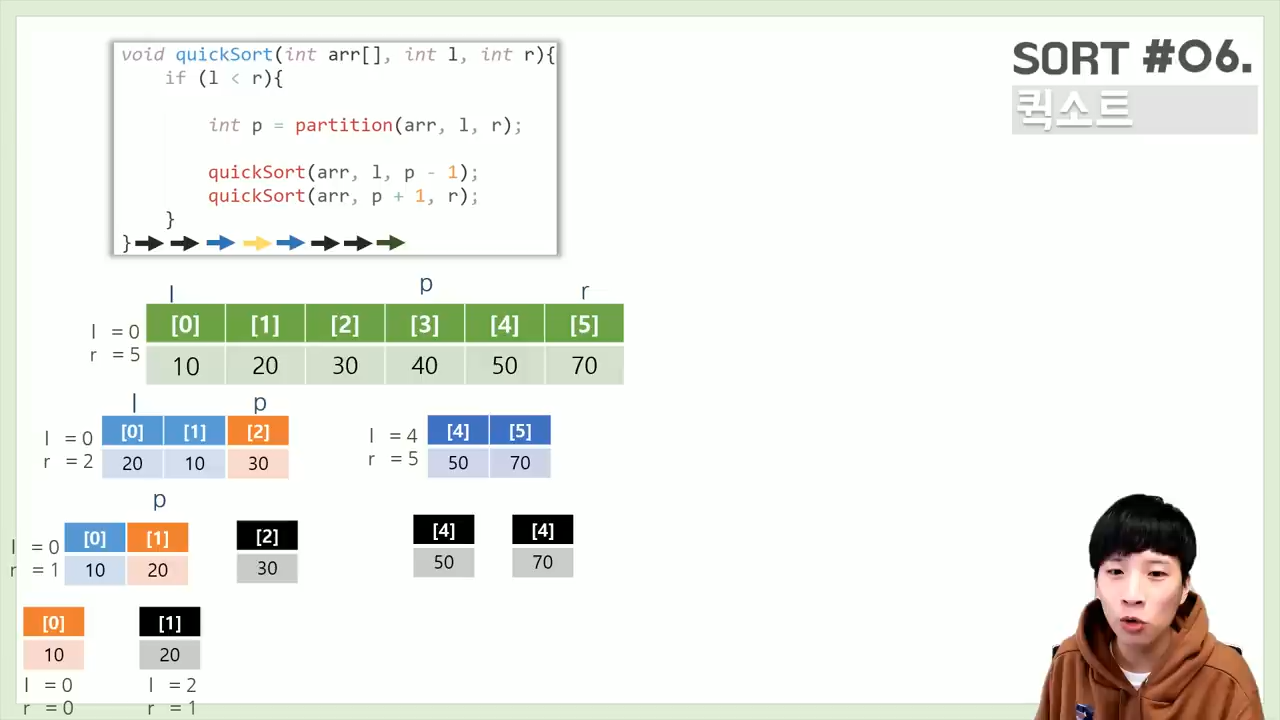 SORT #06.
퀵소트
void quickSort(int arr[], int l, int r){
if (l < r){
int p = partition(arr, l, r);
quickSort(arr, l, p - 1);
quickSort(arr, p + 1, r);
}
}
l p r
l = 0
r = 5
[0] [1] [2] [3] [4] [5]
10 20 30 40 50 70
l p
l = 0
r = 2
[0] [1] [2]
20 10 30
l = 4
r = 5
[4] [5]
50 70
p
l = 0
r = 1
[0] [1]
10 20
[2]
30
[4]
50
[4]
70
[0]
10
l = 0
r = 0
[1]
20
l = 2
r = 1